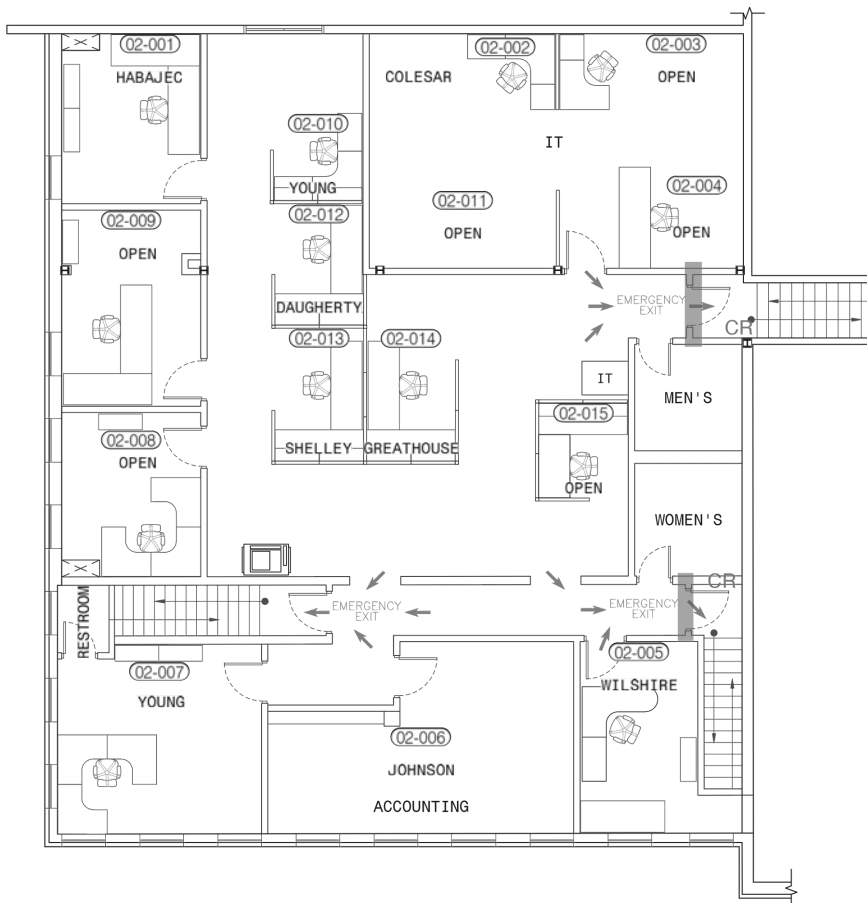 02-001
HABAJEC
02-002
COLESAR
02-003
OPEN
IT
02-010
YOUNG
02-004
OPEN
02-011
OPEN
02-009
OPEN
02-012
DAUGHERTY
EMERGENCY
EXIT
CR
02-013
SHELLEY
02-014
GREATHOUSE
IT
MEN'S
02-015
OPEN
02-008
OPEN
WOMEN'S
CR
RESTROOM
EMERGENCY
EXIT
EMERGENCY
EXIT
02-007
YOUNG
02-005
WILSHIRE
02-006
JOHNSON
ACCOUNTING